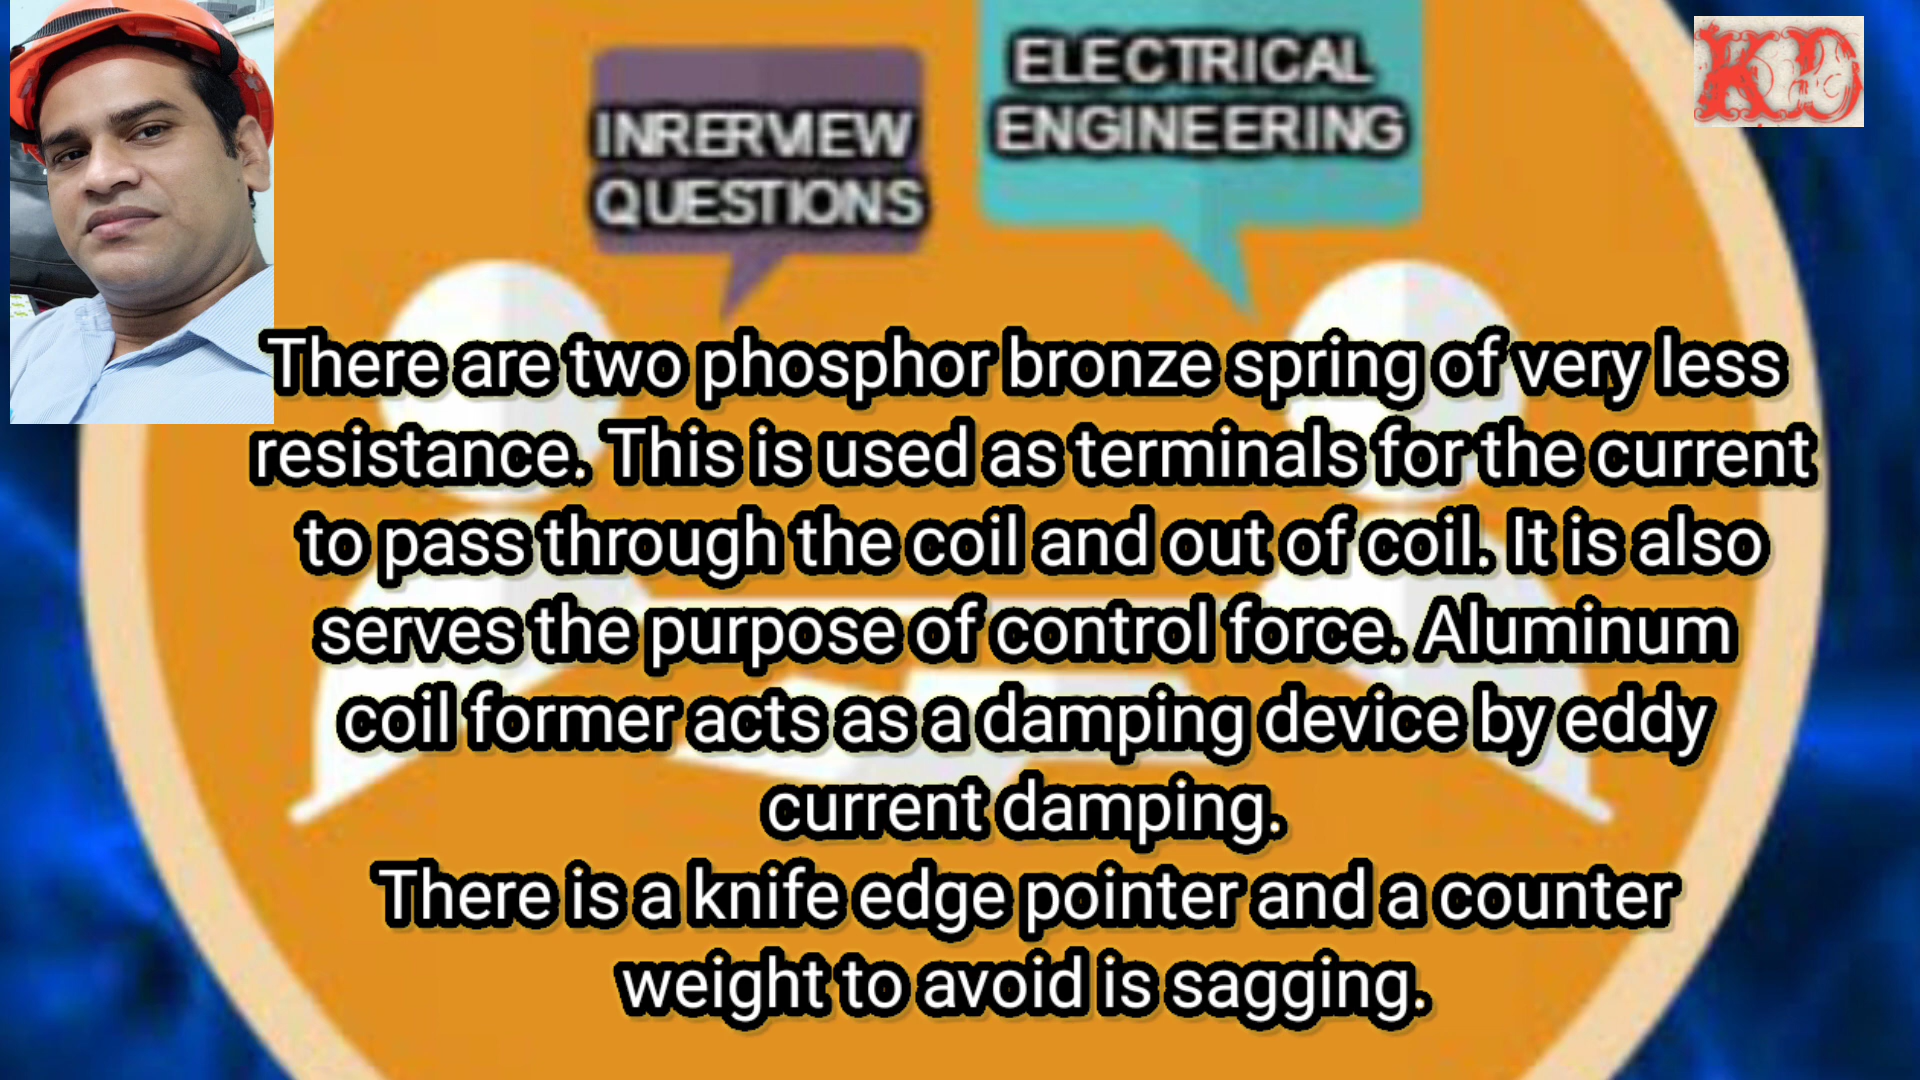 INRERVIEW
QUESTIONS
ELECTRICAL
ENGINEERING
KD
There are two phosphor bronze spring of very less
resistance. This is used as terminals for the current
to pass through the coil and out of coil. It is also
serves the purpose of control force. Aluminum
coil former acts as a damping device by eddy
current damping.
There is a knife edge pointer and a counter
weight to avoid is sagging.